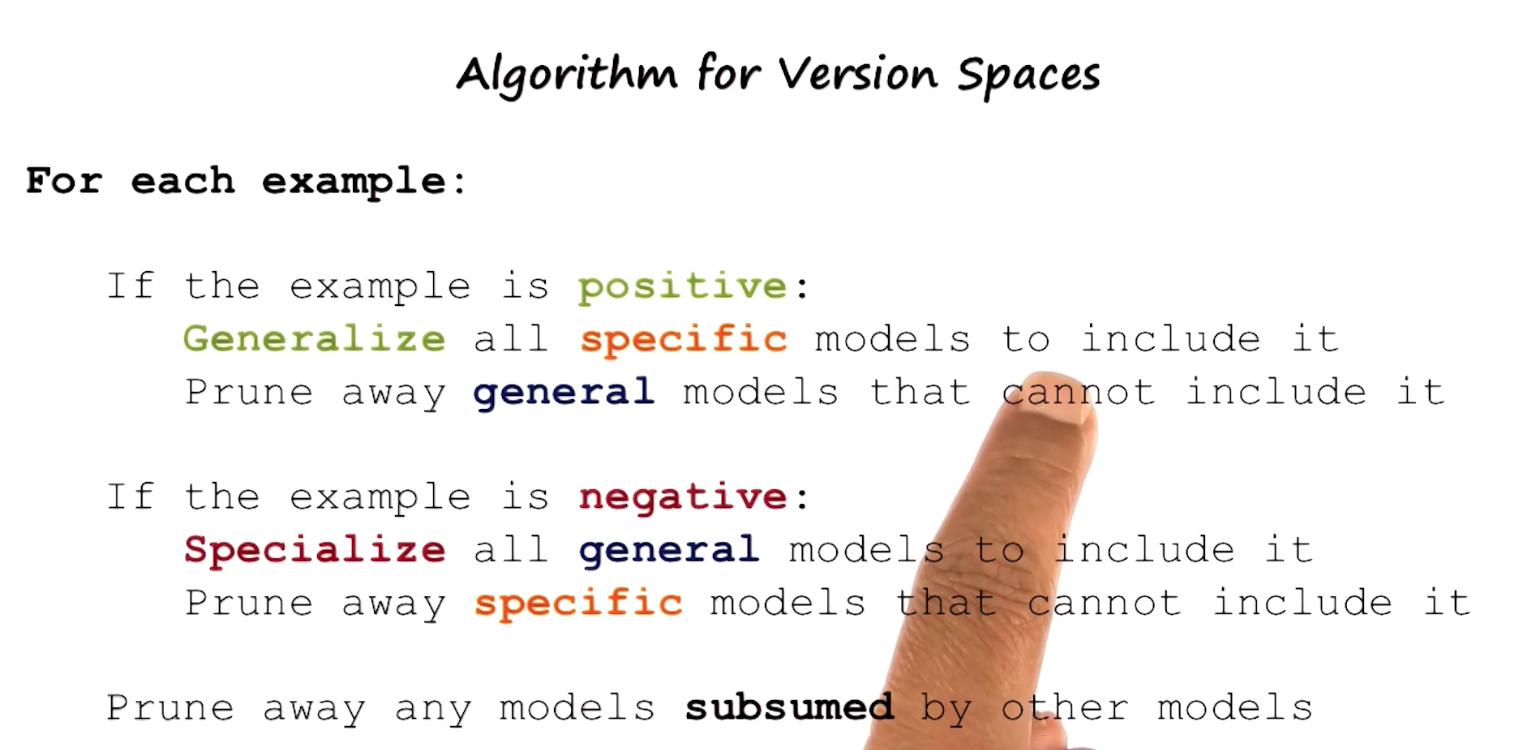 Algorithm for Version Spaces
For each example:
If the example is positive:
Generalize all specific models to include it
Prune away general models that cannot include it
If the example is negative:
Specialize all general models to include it
Prune away specific models that cannot include it
Prune away any models subsumed by other models